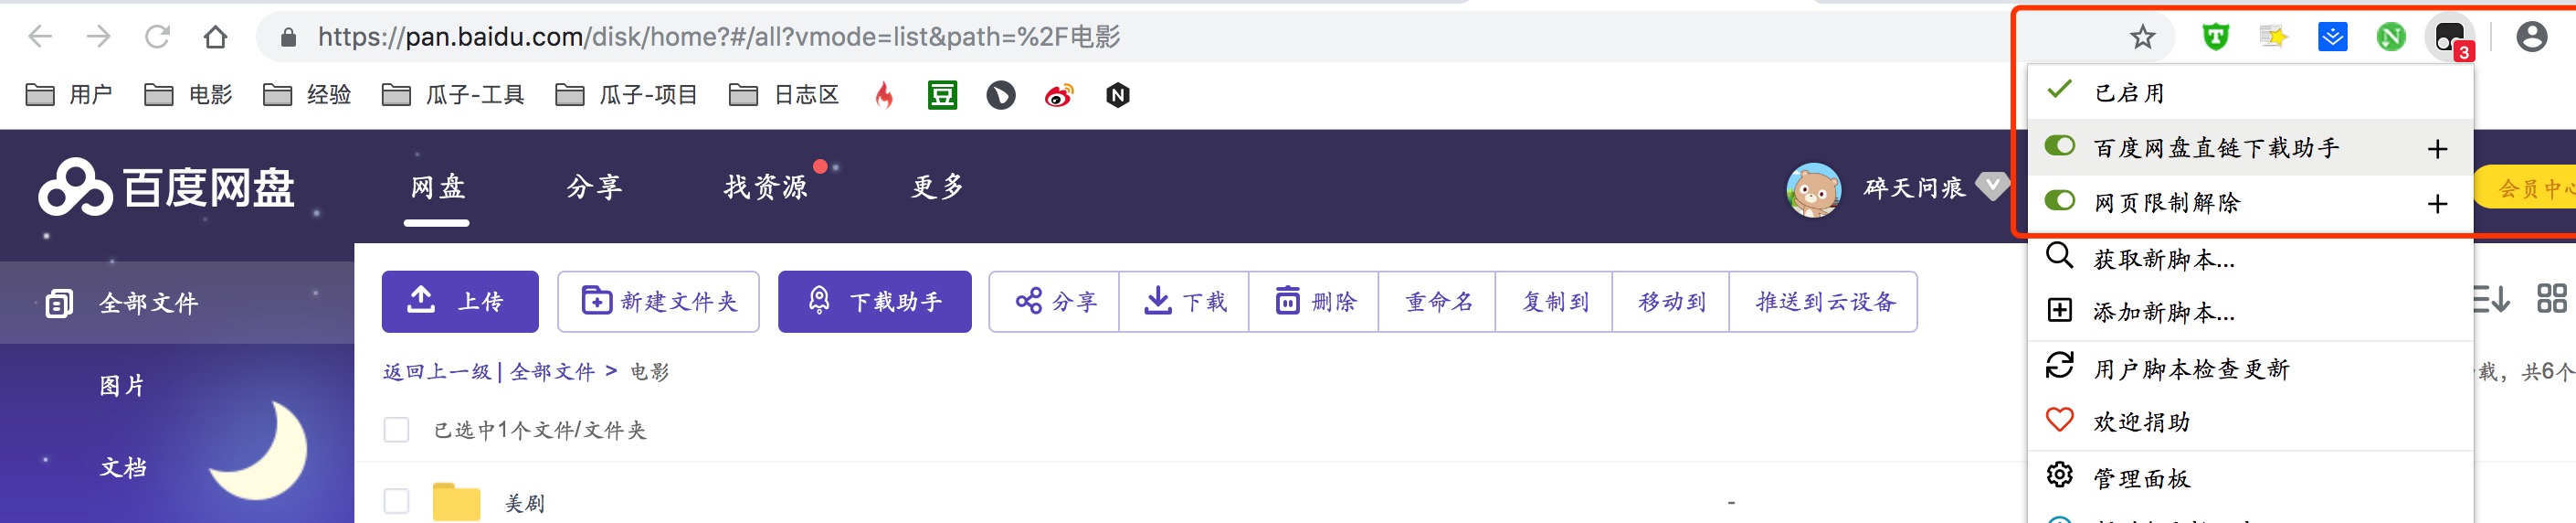 https://pan.baidu.com/disk/home?#/all?vmode=list&path=%2F电影
3
用户 电影 经验 瓜子-工具 瓜子-项目 日志区 豆 N
已启用
百度网盘直链下载助手 +
网页限制解除 +
获取新脚本...
添加新脚本...
用户脚本检查更新
欢迎捐助
管理面板
百度网盘 网盘 分享 找资源 更多 碎天问痕 会员中心
全部文件
图片
文档
上传 新建文件夹 下载助手 分享 下载 删除 重命名 复制到 移动到 推送到云设备
返回上一级 | 全部文件 > 电影
载，共6个
已选中1个文件/文件夹
美剧 -